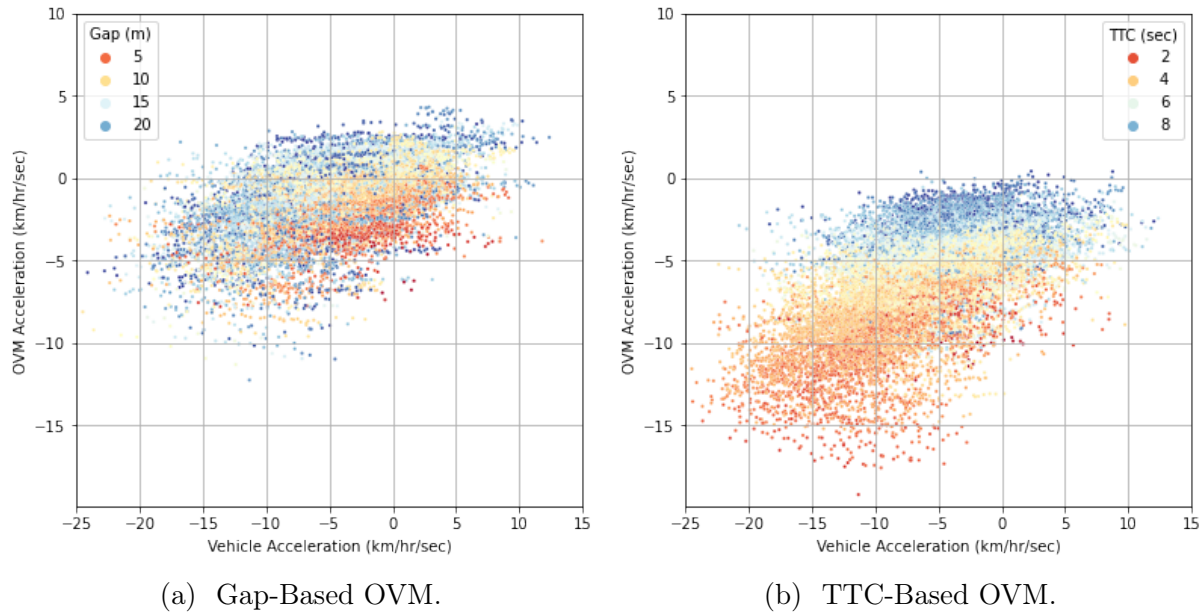 Gap (m)
5
10
15
20
10
5
0
−5
−10
−15
OVM Acceleration (km/hr/sec)
−25 −20 −15 −10 −5 0 5 10 15
Vehicle Acceleration (km/hr/sec)
(a) Gap-Based OVM.
TTC (sec)
2
4
6
8
10
5
0
−5
−10
−15
OVM Acceleration (km/hr/sec)
−25 −20 −15 −10 −5 0 5 10 15
Vehicle Acceleration (km/hr/sec)
(b) TTC-Based OVM.